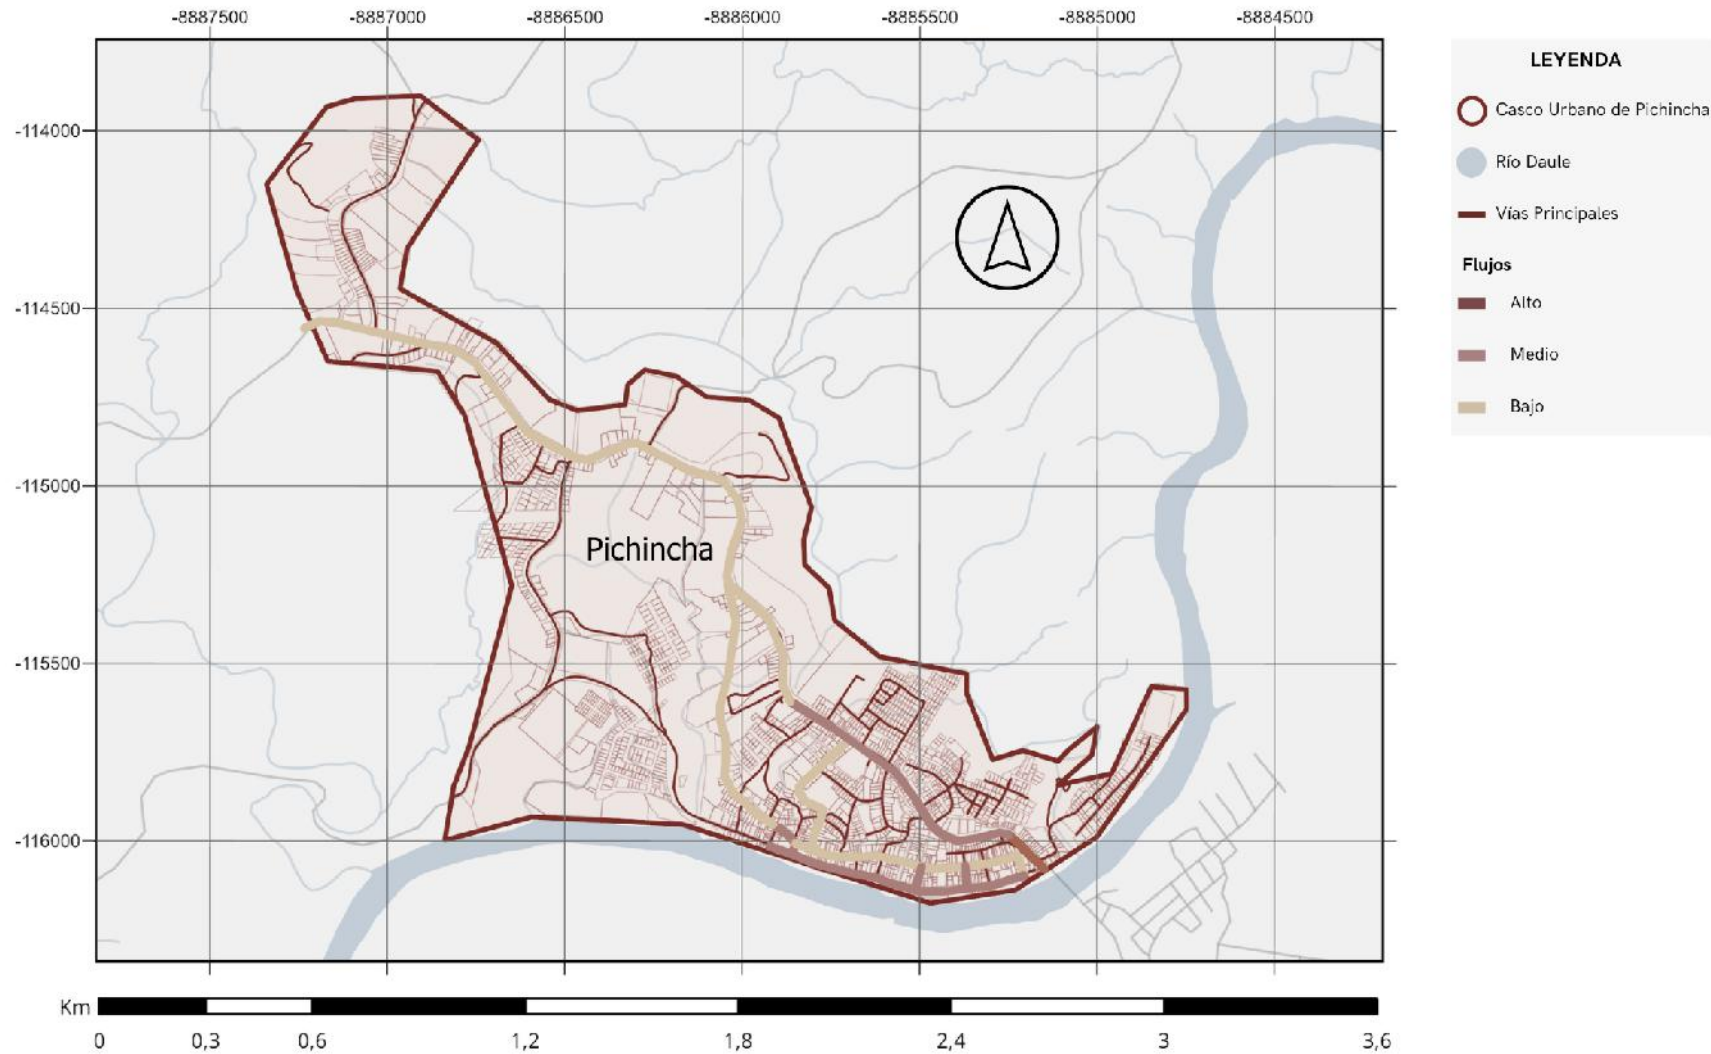 -8887500 -8887000 -8886500 -8886000 -8885500 -8885000 -8884500
-114000
-114500
-115000
-115500
-116000
Pichincha
LEYENDA
Casco Urbano de Pichincha
Río Daule
Vías Principales
Flujos
Alto
Medio
Bajo
Km
0 0,3 0,6 1,2 1,8 2,4 3 3,6